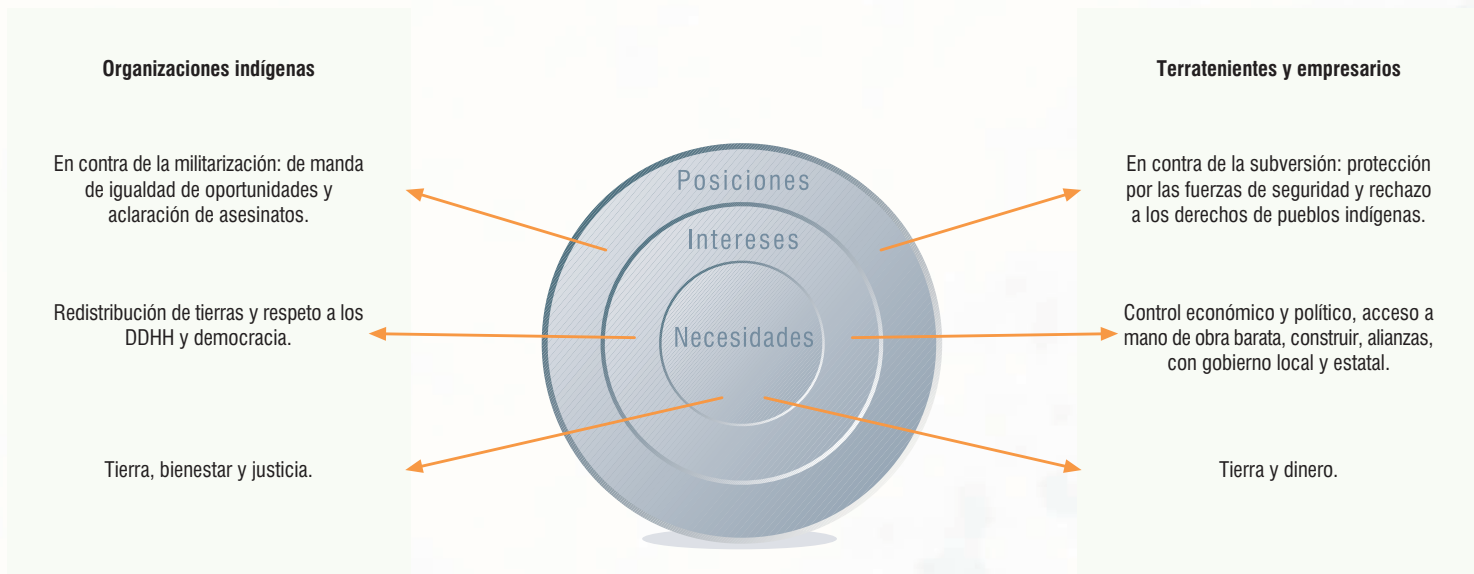 Organizaciones indígenas
En contra de la militarización: de manda
de igualdad de oportunidades y
aclaración de asesinatos.
Redistribución de tierras y respeto a los
DDHH y democracia.
Tierra, bienestar y justicia.
Posiciones
Intereses
Necesidades
Terratenientes y empresarios
En contra de la subversión: protección
por las fuerzas de seguridad y rechazo
a los derechos de pueblos indígenas.
Control económico y político, acceso a
mano de obra barata, construir, alianzas,
con gobierno local y estatal.
Tierra y dinero.